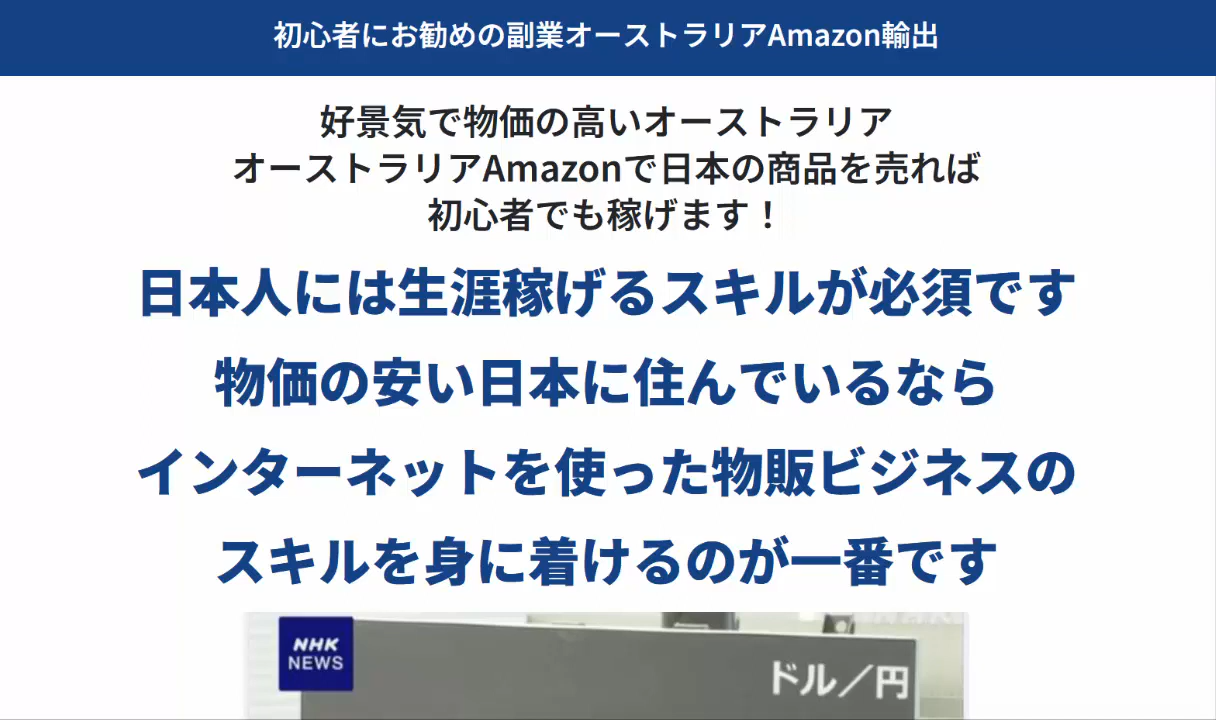 初心者にお勧めの副業オーストラリアAmazon輸出
好景気で物価の高いオーストラリア
オーストラリアAmazonで日本の商品を売れば
初心者でも稼げます！
日本人には生涯稼げるスキルが必須です
物価の安い日本に住んでいるなら
インターネットを使った物販ビジネスの
スキルを身に着けるのが一番です
NHK
NEWS
ドル／円